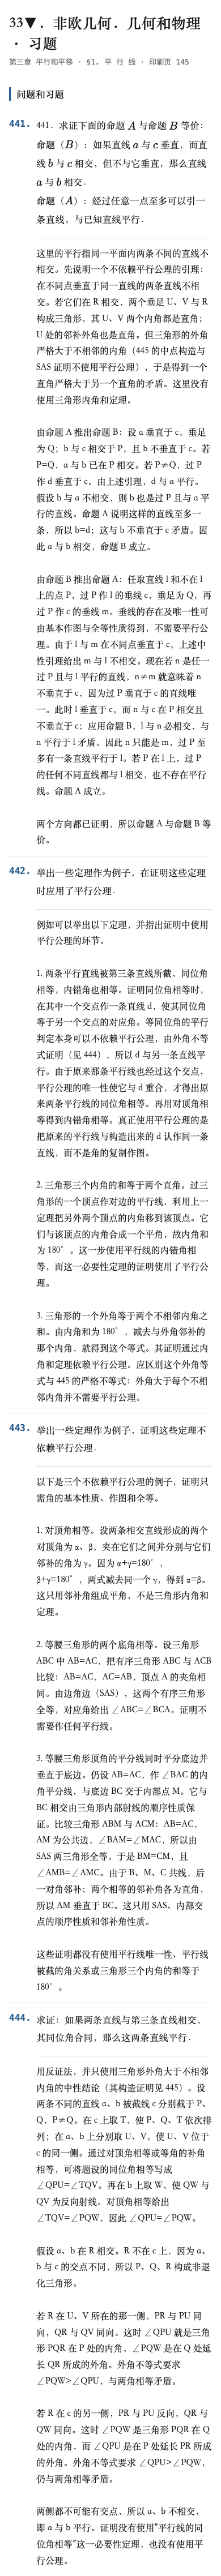 33▼. 非欧几何. 几何和物理
· 习题
第三章 平行和平移 · §1. 平 行 线 · 印刷页 145
问题和习题
441. 441. 求证下面的命题 A 与命题 B 等价:
命题（B）: 如果直线 a 与 c 垂直, 而直
线 b 与 c 相交, 但不与它垂直, 那么直线
a 与 b 相交.
命题（A）: 经过任意一点至多可以引一
条直线, 与已知直线平行.
这里的平行指同一平面内两条不同的直线不
相交。先说明一个不依赖平行公理的引理：
在不同点垂直于同一直线的两条直线不相
交。若它们在 R 相交，两个垂足 U、V 与 R
构成三角形，其 U、V 两个内角都是直角；
U 处的邻补外角也是直角。但三角形的外角
严格大于不相邻的内角（445 的中点构造与
SAS 证明不使用平行公理），于是得到一个
直角严格大于另一个直角的矛盾。这里没有
使用三角形内角和定理。
由命题 A 推出命题 B：设 a 垂直于 c，垂足
为 Q；b 与 c 相交于 P，且 b 不垂直于 c。若
P=Q，a 与 b 已在 P 相交。若 P≠Q，过 P
作 d 垂直于 c。由上述引理，d 与 a 平行。
假设 b 与 a 不相交，则 b 也是过 P 且与 a 平
行的直线。命题 A 说明这样的直线至多一
条，所以 b=d；这与 b 不垂直于 c 矛盾。因
此 a 与 b 相交，命题 B 成立。
由命题 B 推出命题 A：任取直线 l 和不在 l
上的点 P，过 P 作 l 的垂线 c，垂足为 Q，再
过 P 作 c 的垂线 m。垂线的存在及唯一性可
由基本作图与全等性质得到，不需要平行公
理。由于 l 与 m 在不同点垂直于 c，上述中
性引理给出 m 与 l 不相交。现在若 n 是任一
过 P 且与 l 平行的直线，n≠m 就意味着 n
不垂直于 c，因为过 P 垂直于 c 的直线唯
一。此时 l 垂直于 c，而 n 与 c 在 P 相交且
不垂直于 c；应用命题 B，l 与 n 必相交，与
n 平行于 l 矛盾。因此 n 只能是 m，过 P 至
多有一条直线平行于 l。若 P 在 l 上，过 P
的任何不同直线都与 l 相交，也不存在平行
线。命题 A 成立。
两个方向都已证明，所以命题 A 与命题 B 等
价。
442. 举出一些定理作为例子, 在证明这些定理
时应用了平行公理.
例如可以举出以下定理，并指出证明中使用
平行公理的环节。
1. 两条平行直线被第三条直线所截，同位角
相等，内错角也相等。证明同位角相等时，
在其中一个交点作一条直线 d，使其同位角
等于另一个交点的对应角。等同位角的平行
判定本身可以不依赖平行公理，由外角不等
式证明（见 444），所以 d 与另一条直线平
行。由于原来那条平行线也经过这个交点，
平行公理的唯一性使它与 d 重合，才得出原
来两条平行线的同位角相等。再用对顶角相
等得到内错角相等。真正使用平行公理的是
把原来的平行线与构造出来的 d 认作同一条
直线，而不是角的复制作图。
2. 三角形三个内角的和等于两个直角。过三
角形的一个顶点作对边的平行线，利用上一
定理把另外两个顶点的内角移到该顶点。它
们与该顶点的内角合成一个平角，故内角和
为 180°。这一步使用平行线的内错角相
等，而这一必要性定理的证明使用了平行公
理。
3. 三角形的一个外角等于两个不相邻内角之
和。由内角和为 180°，减去与外角邻补的
那个内角，就得到这个等式。其证明通过内
角和定理依赖平行公理。应区别这个外角等
式与 445 的严格不等式：外角大于每个不相
邻内角并不需要平行公理。
443. 举出一些定理作为例子, 证明这些定理不
依赖平行公理.
以下是三个不依赖平行公理的例子，证明只
需角的基本性质、作图和全等。
1. 对顶角相等。设两条相交直线形成的两个
对顶角为 α、β，夹在它们之间并分别与它们
邻补的角为 γ。因为 α+γ=180°，
β+γ=180°，两式减去同一个 γ，得到 α=β。
这只用邻补角组成平角，不是三角形内角和
定理。
2. 等腰三角形的两个底角相等。设三角形
ABC 中 AB=AC，把有序三角形 ABC 与 ACB
比较：AB=AC，AC=AB，顶点 A 的夹角相
同。由边角边（SAS），这两个有序三角形
全等，对应角给出 ∠ABC=∠BCA。证明不
需要作任何平行线。
3. 等腰三角形顶角的平分线同时平分底边并
垂直于底边。仍设 AB=AC，作 ∠BAC 的内
角平分线，与底边 BC 交于内部点 M。它与
BC 相交由三角形内部射线的顺序性质保
证。比较三角形 ABM 与 ACM：AB=AC，
AM 为公共边，∠BAM=∠MAC，所以由
SAS 两三角形全等。于是 BM=CM，且
∠AMB=∠AMC。由于 B、M、C 共线，后
一对角邻补；两个相等的邻补角各为直角，
所以 AM 垂直于 BC。这只用 SAS、内部交
点的顺序性质和邻补角性质。
这些证明都没有使用平行线唯一性、平行线
被截的角关系或三角形三个内角的和等于
180°。
444. 求证: 如果两条直线与第三条直线相交,
其同位角合同, 那么这两条直线平行.
用反证法，并只使用三角形外角大于不相邻
内角的中性结论（其构造证明见 445）。设
两条不同的直线 a、b 被截线 c 分别截于 P、
Q，P≠Q。在 c 上取 T，使 P、Q、T 依次排
列；在 a、b 上分别取 U、V，使 U、V 位于
c 的同一侧。通过对顶角相等或等角的补角
相等，可将题设的同位角相等写成
∠QPU=∠TQV。再在 b 上取 W，使 QW 与
QV 为反向射线。对顶角相等给出
∠TQV=∠PQW，因此 ∠QPU=∠PQW。
假设 a、b 在 R 相交。R 不在 c 上，因为 a、
b 与 c 的交点不同，所以 P、Q、R 构成非退
化三角形。
若 R 在 U、V 所在的那一侧，PR 与 PU 同
向，QR 与 QV 同向。这时 ∠QPU 就是三角
形 PQR 在 P 处的内角，∠PQW 是在 Q 处延
长 QR 所成的外角。外角不等式要求
∠PQW>∠QPU，与两角相等矛盾。
若 R 在 c 的另一侧，PR 与 PU 反向，QR 与
QW 同向。这时 ∠PQW 是三角形 PQR 在 Q
处的内角，而 ∠QPU 是在 P 处延长 PR 所成
的外角。外角不等式要求 ∠QPU>∠PQW，
仍与两角相等矛盾。
两侧都不可能有交点，所以 a、b 不相交，
即 a 与 b 平行。证明没有使用“平行线的同
位角相等”这一必要性定理，也没有使用平
行公理。